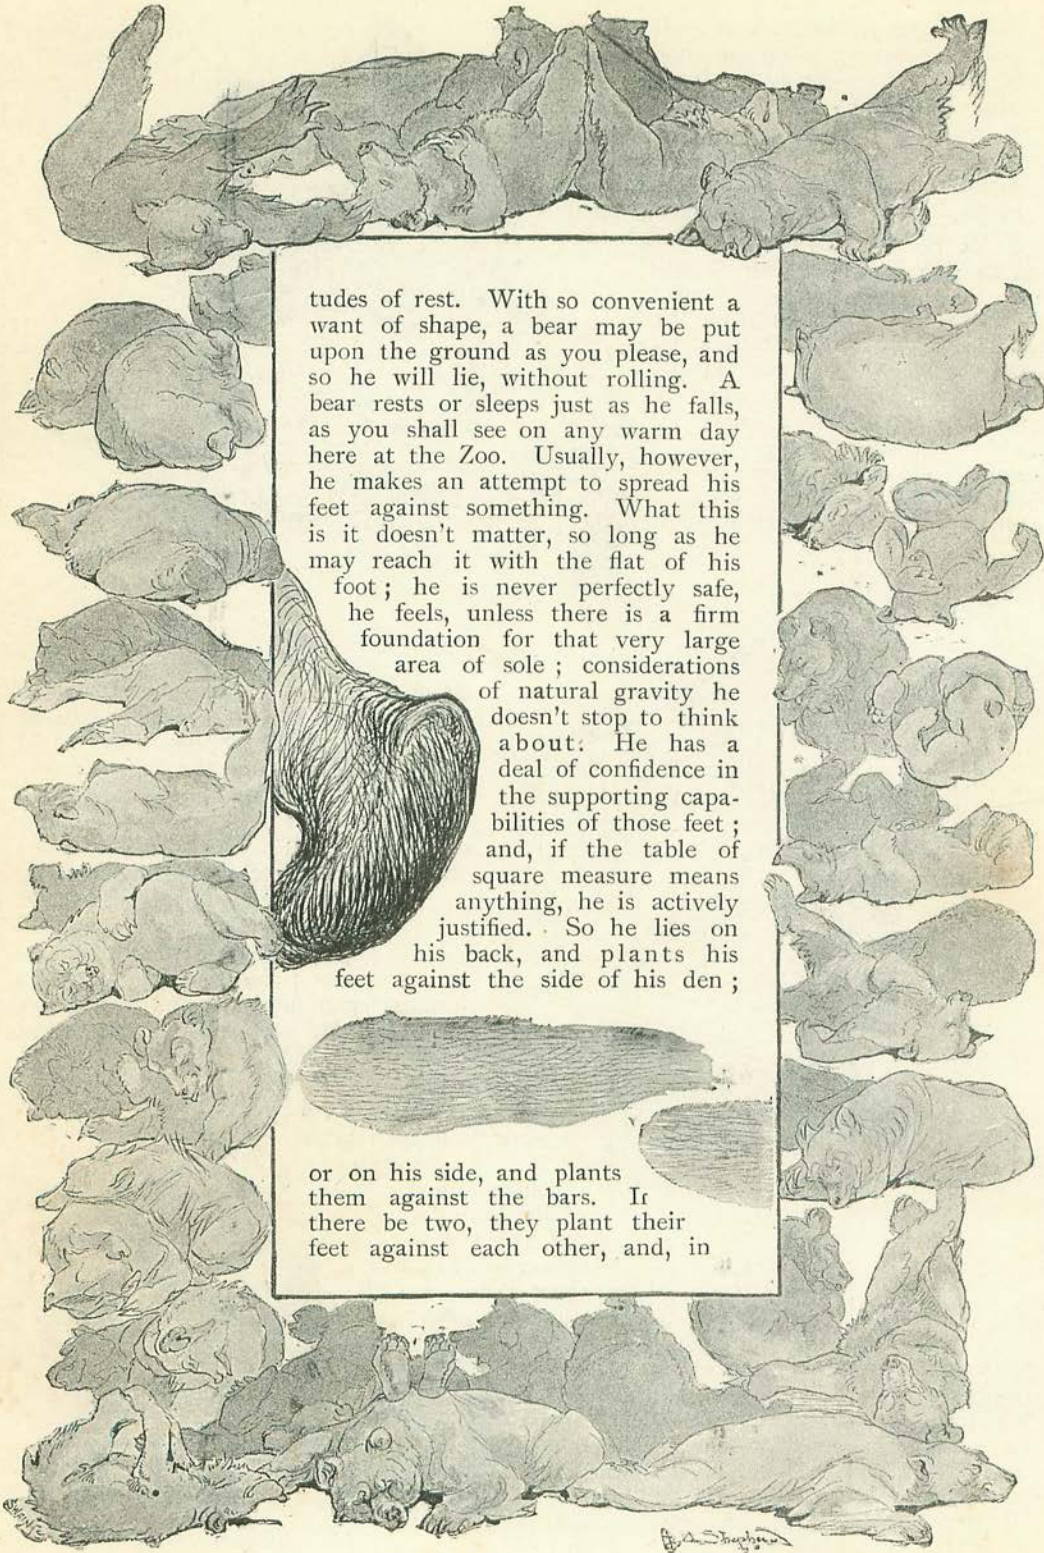 tudes of rest. With so convenient a
want of shape, a bear may be put
upon the ground as you please, and
so he will lie, without rolling. A
bear rests or sleeps just as he falls,
as you shall see on any warm day
here at the Zoo. Usually, however,
he makes an attempt to spread his
feet against something. What this
is it doesn't matter, so long as he
may reach it with the flat of his
foot ; he is never perfectly safe,
he feels, unless there is a firm
foundation for that very large
area of sole ; considerations
of natural gravity he
doesn't stop to think
about. He has a
deal of confidence in
the supporting capa-
bilities of those feet ;
and, if the table of
square measure means
anything, he is actively
justified. So he lies on
his back, and plants his
feet against the side of his den ;
or on his side, and plants
them against the bars. If
there be two, they plant their
feet against each other, and, in
J. A. Shepherd